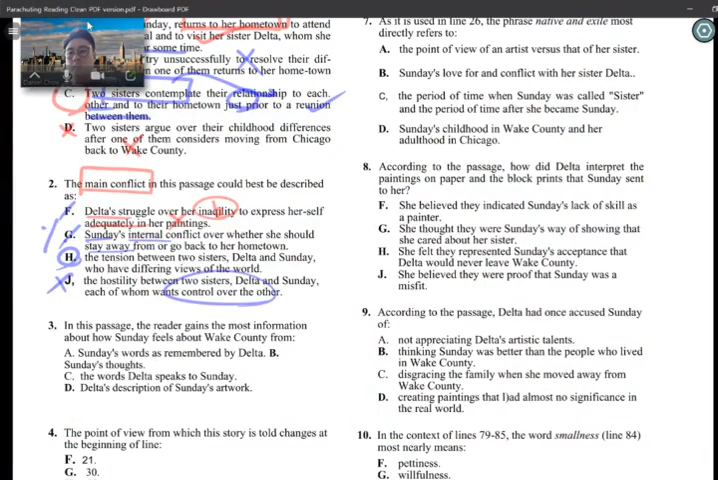 Parachuting Reading Clean PDF version.pdf - Drawboard PDF
nday, returns to her hometown to attend
al and to visit her sister Delta, whom she
r some time.
try unsuccessfully to resolve their dif-
n one of them returns to her home-town
C. Two sisters contemplate their relationship to each
other and to their hometown just prior to a reunion
between them.
D. Two sisters argue over their childhood differences
after one of them considers moving from Chicago
back to Wake County.
2. The main conflict in this passage could best be described
as:
F. Delta's struggle over her inaqility to express her-self
adequately in her paintings.
G. Sunday's internal conflict over whether she should
stay away from or go back to her hometown.
H. the tension between two sisters, Delta and Sunday,
who have differing views of the world.
J, the hostility between two sisters, Delta and Sunday,
each of whom wants control over the other.
3. In this passage, the reader gains the most information
about how Sunday feels about Wake County from:
A. Sunday's words as remembered by Delta. B.
Sunday's thoughts.
C. the words Delta speaks to Sunday.
D. Delta's description of Sunday's artwork.
4. The point of view from which this story is told changes at
the beginning of line:
F. 21.
G. 30.
7. As it is used in line 26, the phrase native and exile most
directly refers to:
A. the point of view of an artist versus that of her sister.
B. Sunday's love for and conflict with her sister Delta..
C, the period of time when Sunday was called "Sister"
and the period of time after she became Sunday.
D. Sunday's childhood in Wake County and her
adulthood in Chicago.
8. According to the passage, how did Delta interpret the
paintings on paper and the block prints that Sunday sent
to her?
F. She believed they indicated Sunday's lack of skill as
a painter.
G. She thought they were Sunday's way of showing that
she cared about her sister.
H. She felt they represented Sunday's acceptance that
Delta would never leave Wake County.
J. She believed they were proof that Sunday was a
misfit.
9. According to the passage, Delta had once accused Sunday
of:
A. not appreciating Delta's artistic talents.
B. thinking Sunday was better than the people who lived
in Wake County.
C. disgracing the family when she moved away from
Wake County.
D. creating paintings that l)ad almost no significance in
the real world.
10. In the context of lines 79-85, the word smallness (line 84)
most nearly means:
F. pettiness.
G. willfulness.